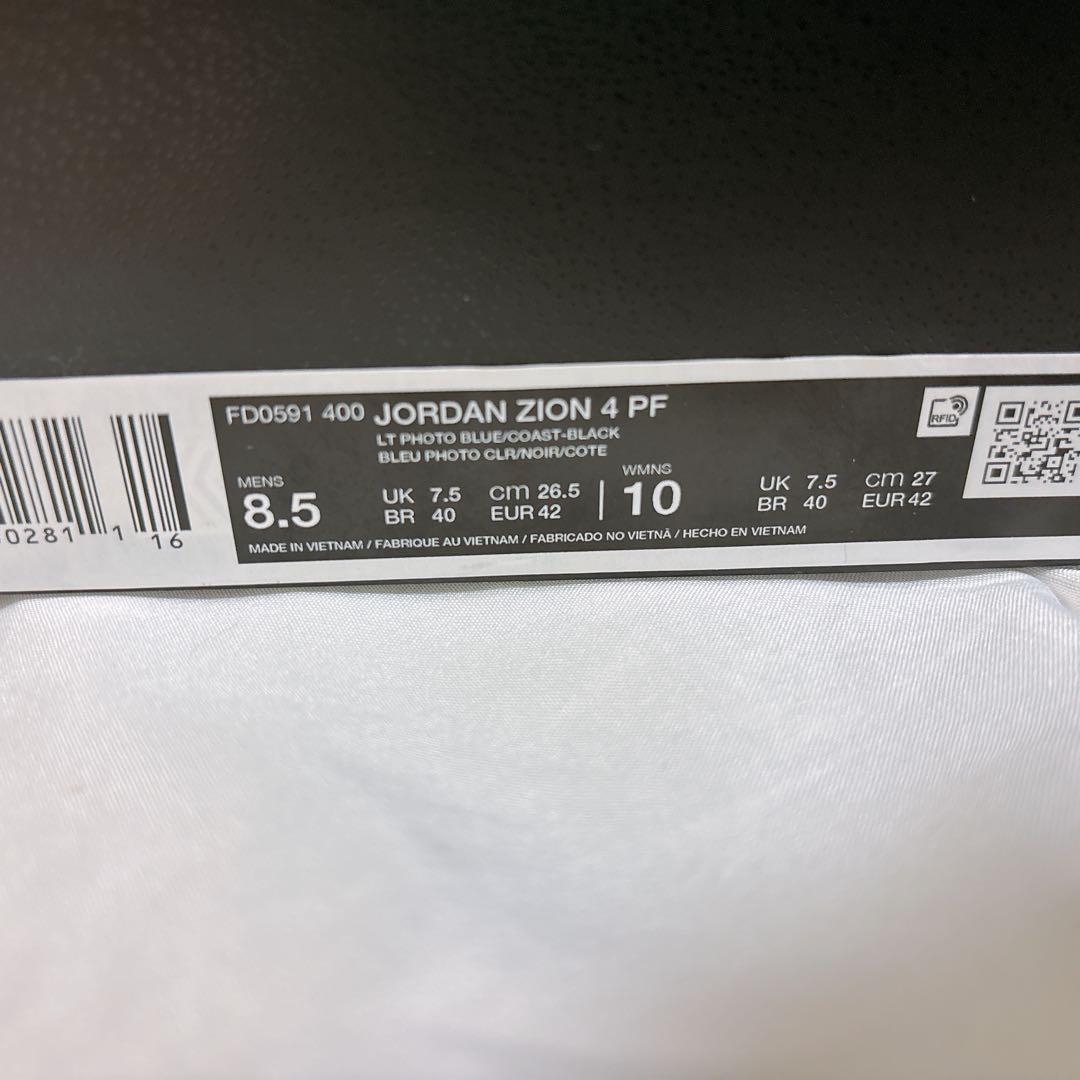 FD0591 400 JORDAN ZION 4 PF
LT PHOTO BLUE/COAST-BLACK
BLEU PHOTO CLR/NOIR/COTE
MENS
8.5
UK 7.5 cm 26.5
BR 40 EUR 42
WMNS
10
UK 7.5 cm 27
BR 40 EUR 42
MADE IN VIETNAM / FABRIQUE AU VIETNAM / FABRICADO NO VIETNÃ / HECHO EN VIETNAM
RFID
0281 1 16